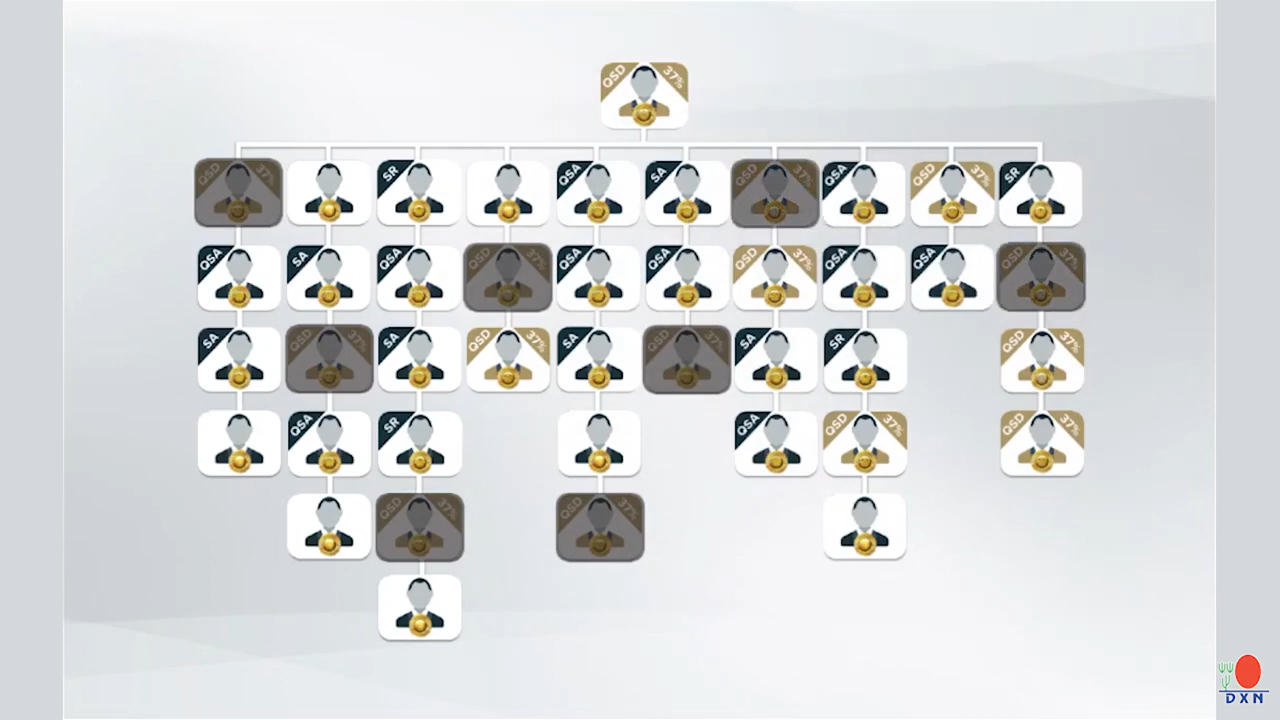 QSD 37%
QSD 37% SR QSA SA QSD 37% QSA QSD 37% SR
QSA SA QSA QSD 37% QSA QSA QSD 37% QSA QSA QSD 37%
SA QSD 37% SA QSD 37% SA QSD 37% SA SR QSD 37%
QSA SR QSA QSD 37% QSD 37%
QSD 37% QSD 37%
DXN